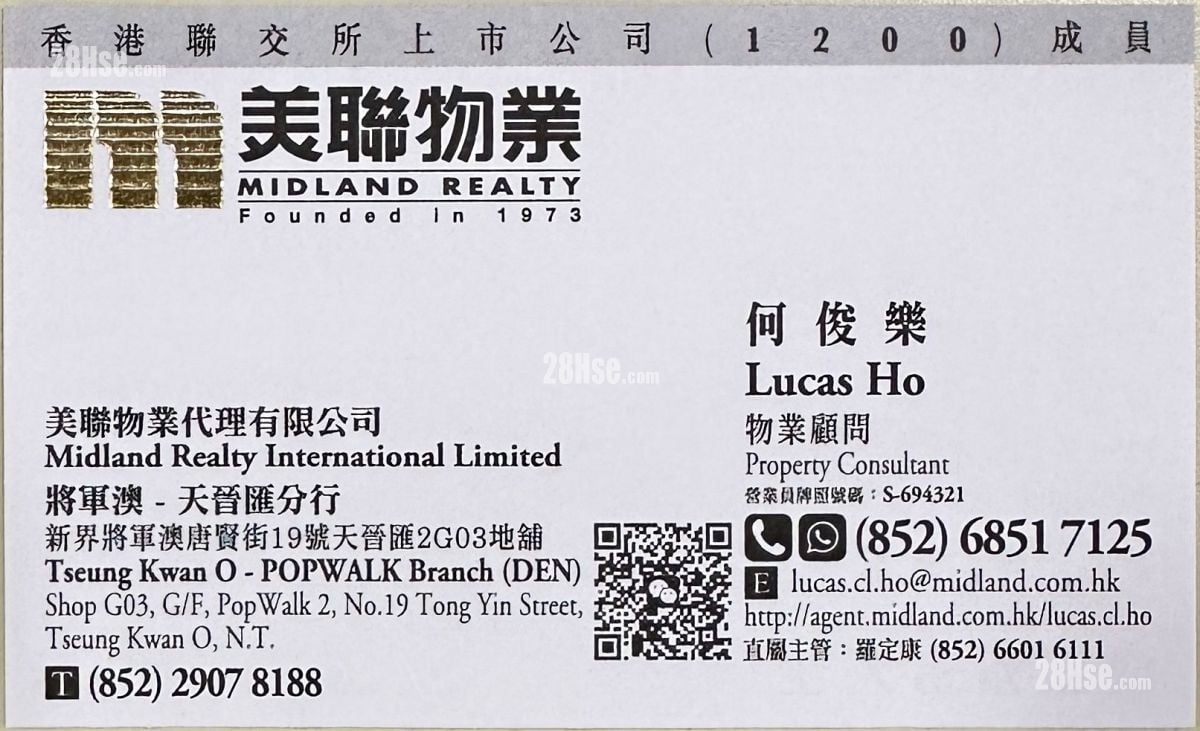 香港聯交所上市公司(1200)成員
28Hse.com
美聯物業
MIDLAND REALTY
Founded in 1973
何俊樂
Lucas Ho
物業顧問
Property Consultant
營業員牌照號碼：S-694321
(852) 6851 7125
E lucas.cl.ho@midland.com.hk
http://agent.midland.com.hk/lucas.cl.ho
直屬主管：羅定康 (852) 6601 6111
28Hse.com
美聯物業代理有限公司
Midland Realty International Limited
將軍澳 - 天晉匯分行
新界將軍澳唐賢街19號天晉匯2G03地舖
Tseung Kwan O - POPWALK Branch (DEN)
Shop G03, G/F, PopWalk 2, No.19 Tong Yin Street,
Tseung Kwan O, N.T.
T (852) 2907 8188
28Hse.com